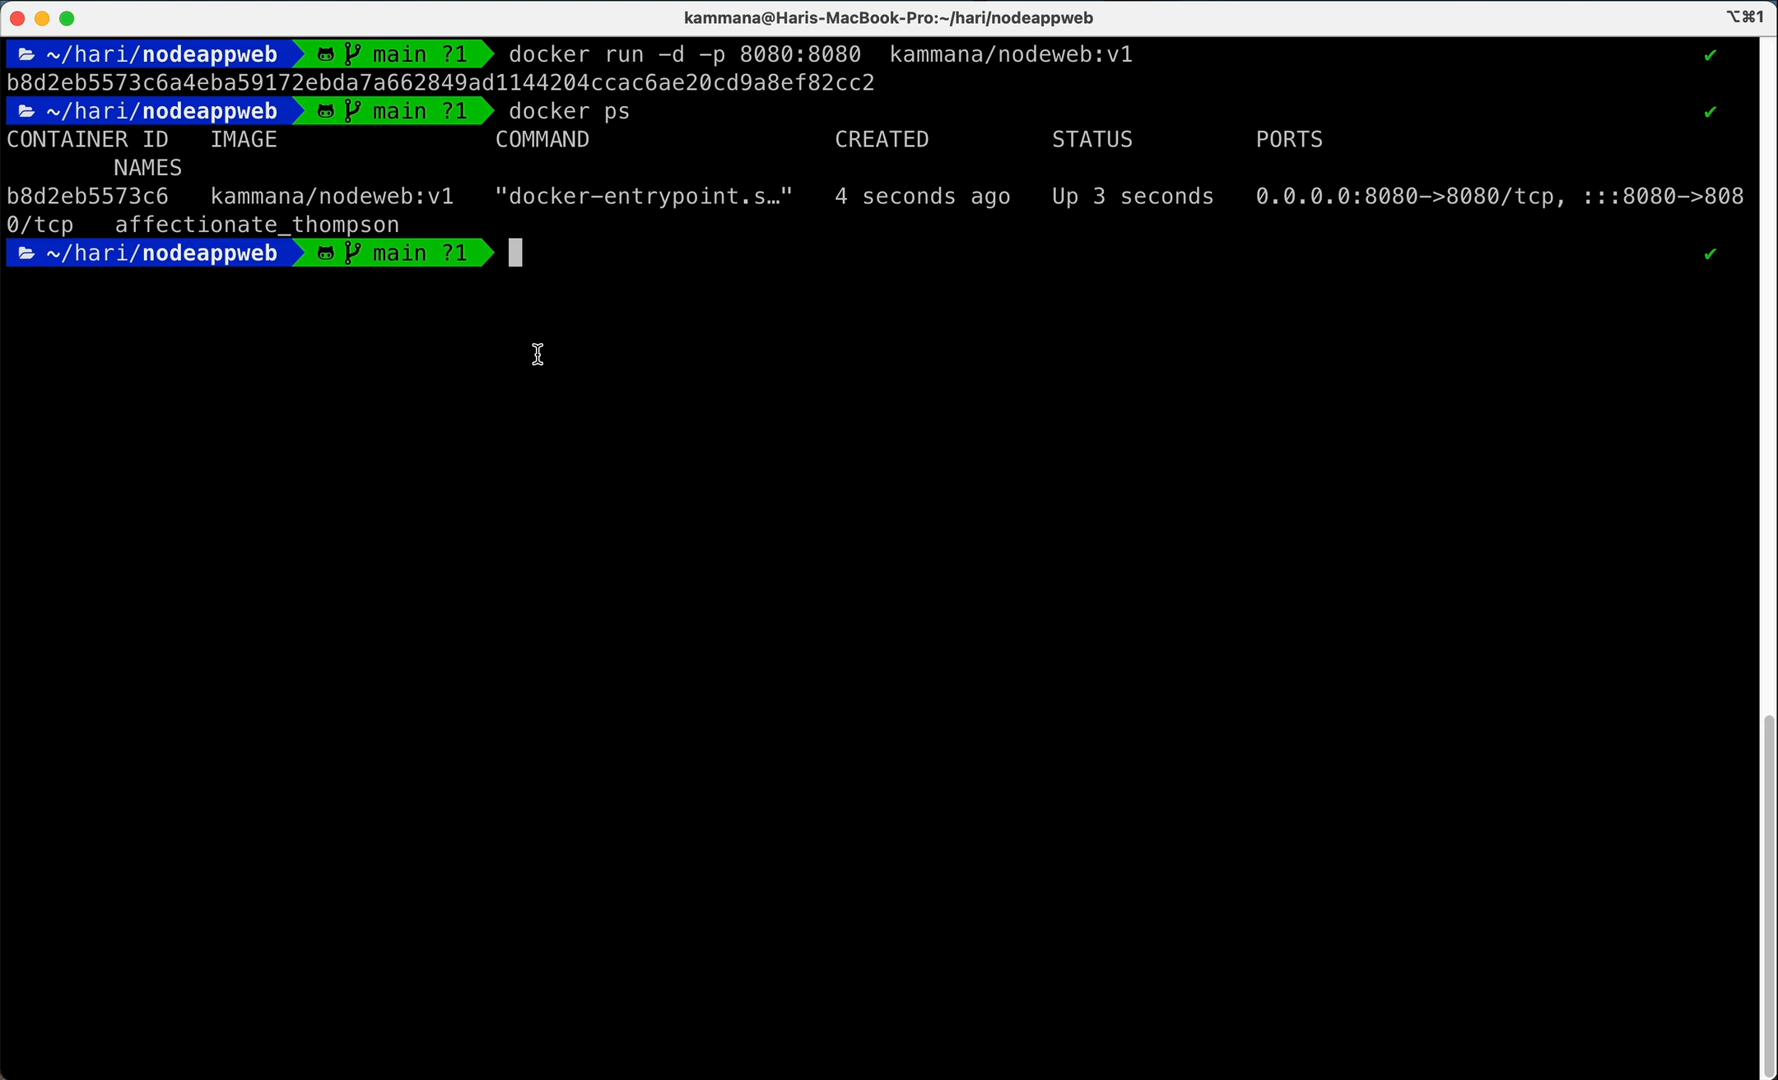 kammana@Haris-MacBook-Pro:~/hari/nodeappweb ⌥⌘1
~/hari/nodeappweb main ?1 docker run -d -p 8080:8080  kammana/nodeweb:v1 ✔
b8d2eb5573c6a4eba59172ebda7a662849ad1144204ccac6ae20cd9a8ef82cc2
~/hari/nodeappweb main ?1 docker ps ✔
CONTAINER ID   IMAGE                COMMAND                  CREATED         STATUS         PORTS
        NAMES
b8d2eb5573c6   kammana/nodeweb:v1   "docker-entrypoint.s…"   4 seconds ago   Up 3 seconds   0.0.0.0:8080->8080/tcp, :::8080->808
0/tcp   affectionate_thompson
~/hari/nodeappweb main ?1 ✔